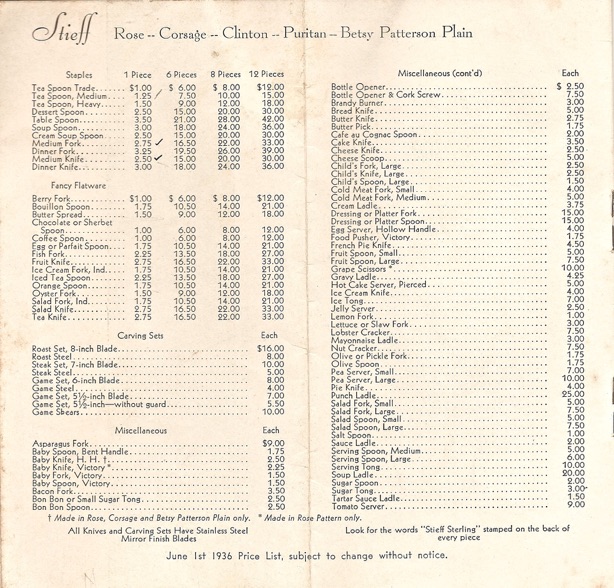 Stieff Rose -- Corsage -- Clinton -- Puritan -- Betsy Patterson Plain
Staples 1 Piece 6 Pieces 8 Pieces 12 Pieces
Tea Spoon Trade $1.00 $ 6.00 $ 8.00 $12.00
Tea Spoon, Medium 1.25 7.50 10.00 15.00
Tea Spoon, Heavy 1.50 9.00 12.00 18.00
Dessert Spoon 2.50 15.00 20.00 30.00
Table Spoon 3.50 21.00 28.00 42.00
Soup Spoon 3.00 18.00 24.00 36.00
Cream Soup Spoon 2.50 15.00 20.00 30.00
Medium Fork 2.75 ✓ 16.50 22.00 33.00
Dinner Fork 3.25 19.50 26.00 39.00
Medium Knife 2.50 ✓ 15.00 20.00 30.00
Dinner Knife 3.00 18.00 24.00 36.00
Fancy Flatware
Berry Fork $1.00 $ 6.00 $ 8.00 $12.00
Bouillon Spoon 1.75 10.50 14.00 21.00
Butter Spread 1.50 9.00 12.00 18.00
Chocolate or Sherbet
Spoon 1.00 6.00 8.00 12.00
Coffee Spoon 1.00 6.00 8.00 12.00
Egg or Parfait Spoon 1.75 10.50 14.00 21.00
Fish Fork 2.25 13.50 18.00 27.00
Fruit Knife 2.75 16.50 22.00 33.00
Ice Cream Fork, Ind. 1.75 10.50 14.00 21.00
Iced Tea Spoon 2.25 13.50 18.00 27.00
Orange Spoon 1.75 10.50 14.00 21.00
Oyster Fork 1.50 9.00 12.00 18.00
Salad Fork, Ind. 1.75 10.50 14.00 21.00
Salad Knife 2.75 16.50 22.00 33.00
Tea Knife 2.75 16.50 22.00 33.00
Carving Sets Each
Roast Set, 8-inch Blade $16.00
Roast Steel 8.00
Steak Set, 7-inch Blade 10.00
Steak Steel 5.00
Game Set, 6-inch Blade 8.00
Game Steel 4.00
Game Set, 5½-inch Blade 7.00
Game Set, 5½-inch—without guard 5.50
Game Shears 10.00
Miscellaneous Each
Asparagus Fork $9.00
Baby Spoon, Bent Handle 1.75
Baby Knife, H. H. † 2.50
Baby Knife, Victory * 2.25
Baby Fork, Victory 1.50
Baby Spoon, Victory 1.50
Bacon Fork 3.50
Bon Bon or Small Sugar Tong 2.50
Bon Bon Spoon 2.50
† Made in Rose, Corsage and Betsy Patterson Plain only. * Made in Rose Pattern only.
All Knives and Carving Sets Have Stainless Steel
Mirror Finish Blades
Miscellaneous (cont'd) Each
Bottle Opener $ 2.50
Bottle Opener & Cork Screw 7.50
Brandy Burner 3.00
Bread Knife 5.00
Butter Knife 2.75
Butter Pick 1.75
Cafe au Cognac Spoon 2.00
Cake Knife 3.50
Cheese Knife 2.50
Cheese Scoop 5.00
Child's Fork, Large 2.50
Child's Knife, Large 2.50
Child's Spoon, Large 1.50
Cold Meat Fork, Small 4.00
Cold Meat Fork, Medium 5.00
Cream Ladle 3.75
Dressing or Platter Fork 15.00
Dressing or Platter Spoon 15.00
Egg Server, Hollow Handle 4.00
Food Pusher, Victory 1.75
French Pie Knife 4.50
Fruit Spoon, Small 5.00
Fruit Spoon, Large 7.50
Grape Scissors * 10.00
Gravy Ladle 4.25
Hot Cake Server, Pierced 5.00
Ice Cream Knife 4.00
Ice Tong 7.00
Jelly Server 2.50
Lemon Fork 1.00
Lettuce or Slaw Fork 3.00
Lobster Cracker 7.50
Mayonnaise Ladle 3.00
Nut Cracker 7.50
Olive or Pickle Fork 1.75
Olive Spoon 1.75
Pea Server, Small 7.00
Pea Server, Large 10.00
Pie Knife 4.00
Punch Ladle 25.00
Salad Fork, Small 5.00
Salad Fork, Large 7.50
Salad Spoon, Small 5.00
Salad Spoon, Large 7.50
Salt Spoon 1.00
Sauce Ladle 2.00
Serving Spoon, Medium 5.00
Serving Spoon, Large 6.00
Serving Tong 10.00
Soup Ladle 20.00
Sugar Spoon 2.00
Sugar Tong 3.00
Tartar Sauce Ladle 1.50
Tomato Server 9.00
Look for the words "Stieff Sterling" stamped on the back of
every piece
June 1st 1936 Price List, subject to change without notice.